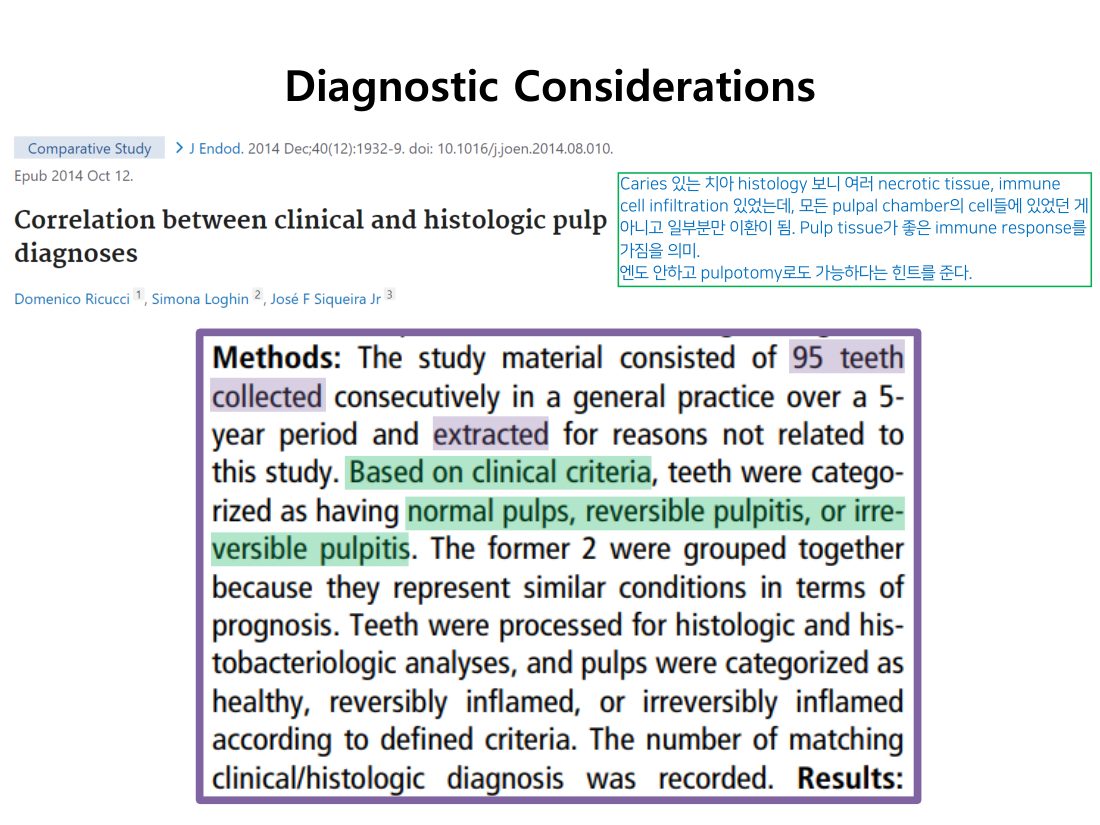 Diagnostic Considerations
Comparative Study > J Endod. 2014 Dec;40(12):1932-9. doi: 10.1016/j.joen.2014.08.010.
Epub 2014 Oct 12.
Correlation between clinical and histologic pulp
diagnoses
Domenico Ricucci 1, Simona Loghin 2, José F Siqueira Jr 3
Caries 있는 치아 histology 보니 여러 necrotic tissue, immune
cell infiltration 있었는데, 모든 pulpal chamber의 cell들에 있었던 게
아니고 일부분만 이환이 됨. Pulp tissue가 좋은 immune response를
가짐을 의미.
엔도 안하고 pulpotomy로도 가능하다는 힌트를 준다.
Methods: The study material consisted of 95 teeth
collected consecutively in a general practice over a 5-
year period and extracted for reasons not related to
this study. Based on clinical criteria, teeth were catego-
rized as having normal pulps, reversible pulpitis, or irre-
versible pulpitis. The former 2 were grouped together
because they represent similar conditions in terms of
prognosis. Teeth were processed for histologic and his-
tobacteriologic analyses, and pulps were categorized as
healthy, reversibly inflamed, or irreversibly inflamed
according to defined criteria. The number of matching
clinical/histologic diagnosis was recorded. Results: